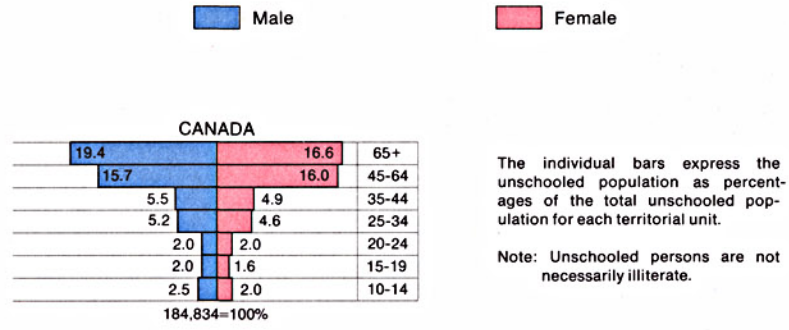 Male Female
CANADA
19.4 16.6 65+
15.7 16.0 45-64
5.5 4.9 35-44
5.2 4.6 25-34
2.0 2.0 20-24
2.0 1.6 15-19
2.5 2.0 10-14
184,834=100%
The individual bars express the
unschooled population as percent-
ages of the total unschooled pop-
ulation for each territorial unit.
Note: Unschooled persons are not
necessarily illiterate.